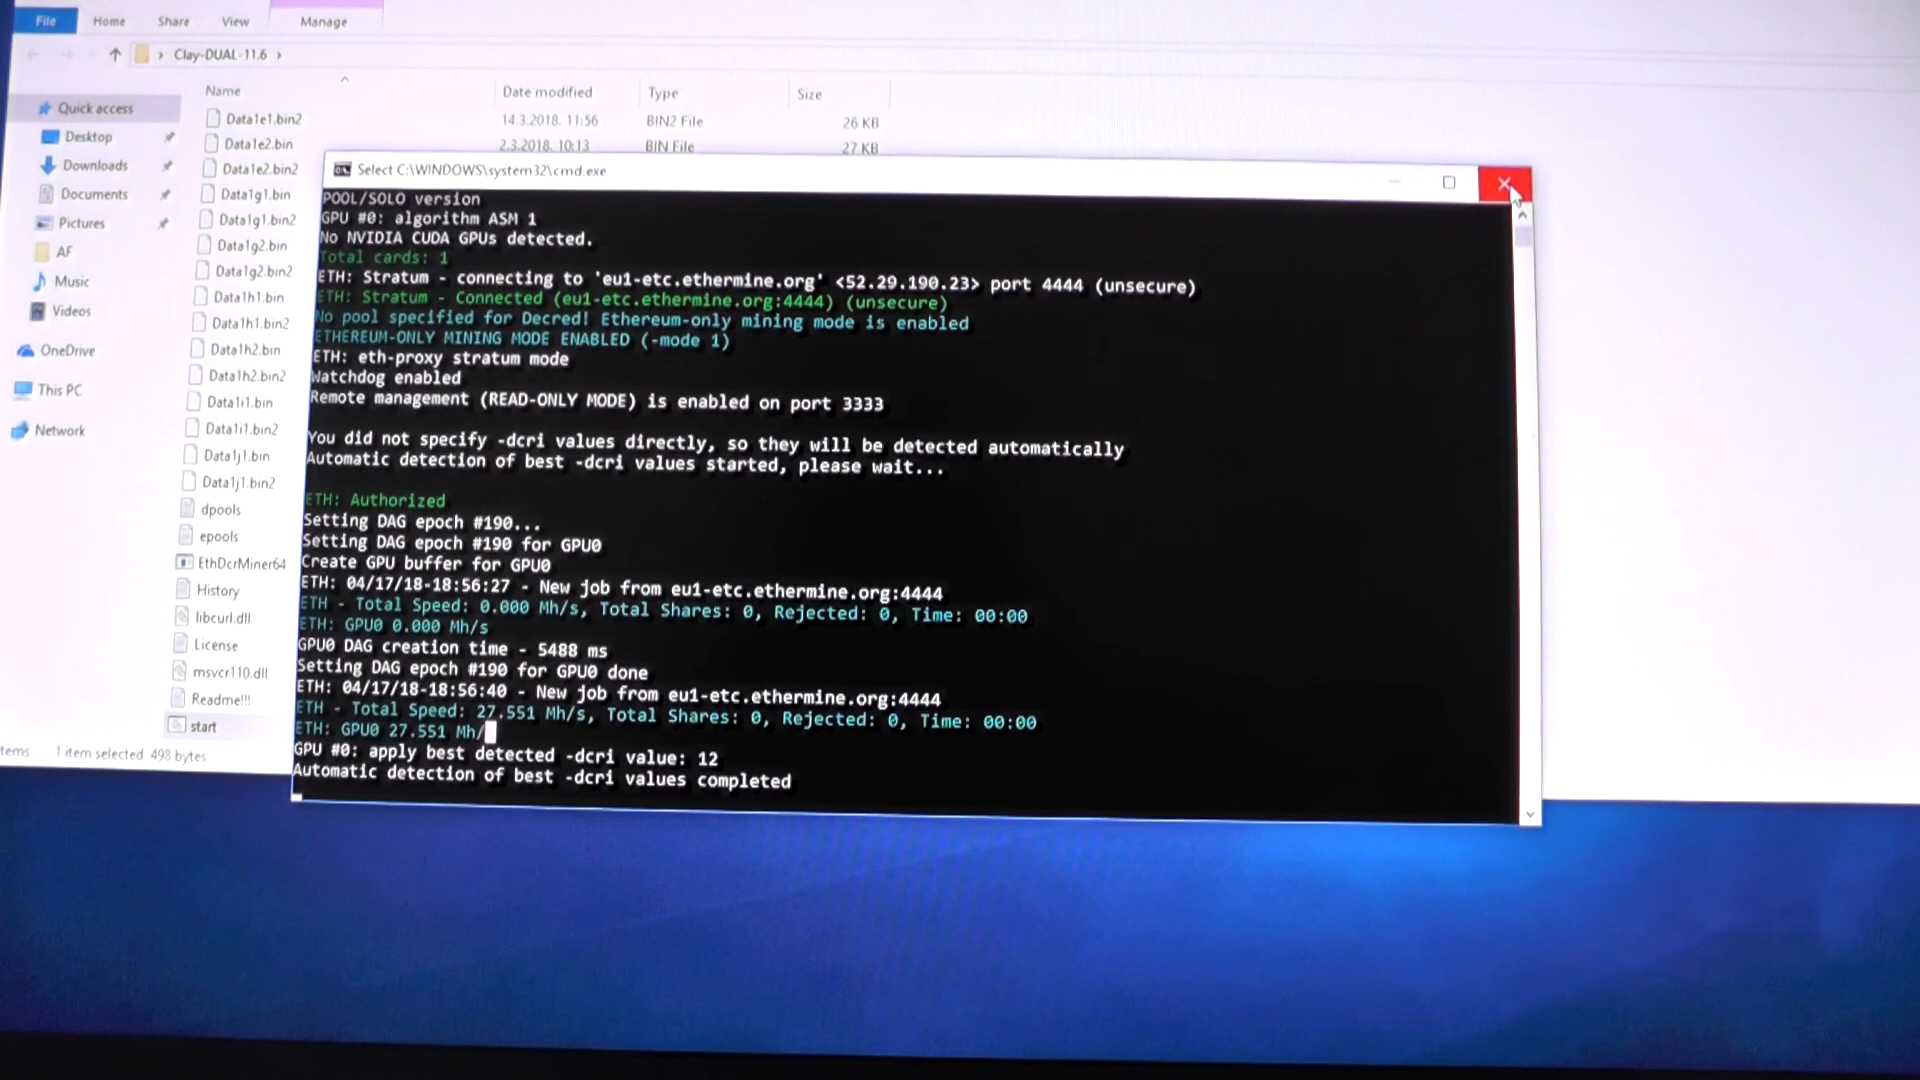 File Home Share View Manage
Clay-DUAL-11.6
Name Date modified Type Size
Quick access
Desktop
Downloads
Documents
Pictures
AF
Music
Videos
OneDrive
This PC
Network
Data1e1.bin2 14.3.2018. 11:56 BIN2 File 26 KB
Data1e2.bin 2.3.2018. 10:13 BIN File 27 KB
Data1e2.bin2
Data1g1.bin
Data1g1.bin2
Data1g2.bin
Data1g2.bin2
Data1h1.bin
Data1h1.bin2
Data1h2.bin
Data1h2.bin2
Data1i1.bin
Data1i1.bin2
Data1j1.bin
Data1j1.bin2
dpools
epools
EthDcrMiner64
History
libcurl.dll
License
msvcr110.dll
Readme!!!
start
tems 1 item selected 498 bytes
Select C:\WINDOWS\system32\cmd.exe
POOL/SOLO version
GPU #0: algorithm ASM 1
No NVIDIA CUDA GPUs detected.
Total cards: 1
ETH: Stratum - connecting to 'eu1-etc.ethermine.org' <52.29.190.23> port 4444 (unsecure)
ETH: Stratum - Connected (eu1-etc.ethermine.org:4444) (unsecure)
No pool specified for Decred! Ethereum-only mining mode is enabled
ETHEREUM-ONLY MINING MODE ENABLED (-mode 1)
ETH: eth-proxy stratum mode
Watchdog enabled
Remote management (READ-ONLY MODE) is enabled on port 3333
You did not specify -dcri values directly, so they will be detected automatically
Automatic detection of best -dcri values started, please wait...
ETH: Authorized
Setting DAG epoch #190...
Setting DAG epoch #190 for GPU0
Create GPU buffer for GPU0
ETH: 04/17/18-18:56:27 - New job from eu1-etc.ethermine.org:4444
ETH - Total Speed: 0.000 Mh/s, Total Shares: 0, Rejected: 0, Time: 00:00
ETH: GPU0 0.000 Mh/s
GPU0 DAG creation time - 5488 ms
Setting DAG epoch #190 for GPU0 done
ETH: 04/17/18-18:56:40 - New job from eu1-etc.ethermine.org:4444
ETH - Total Speed: 27.551 Mh/s, Total Shares: 0, Rejected: 0, Time: 00:00
ETH: GPU0 27.551 Mh/
GPU #0: apply best detected -dcri value: 12
Automatic detection of best -dcri values completed